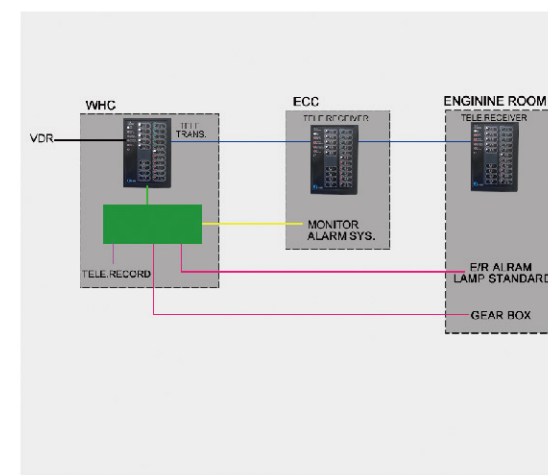 WHC
ECC
ENGININE ROOM
TELE
TRANS.
TELE RECEIVER
TELE RECEIVER
VDR
MONITOR
ALARM SYS.
TELE.RECORD
E/R ALRAM
LAMP STANDARD
GEAR BOX